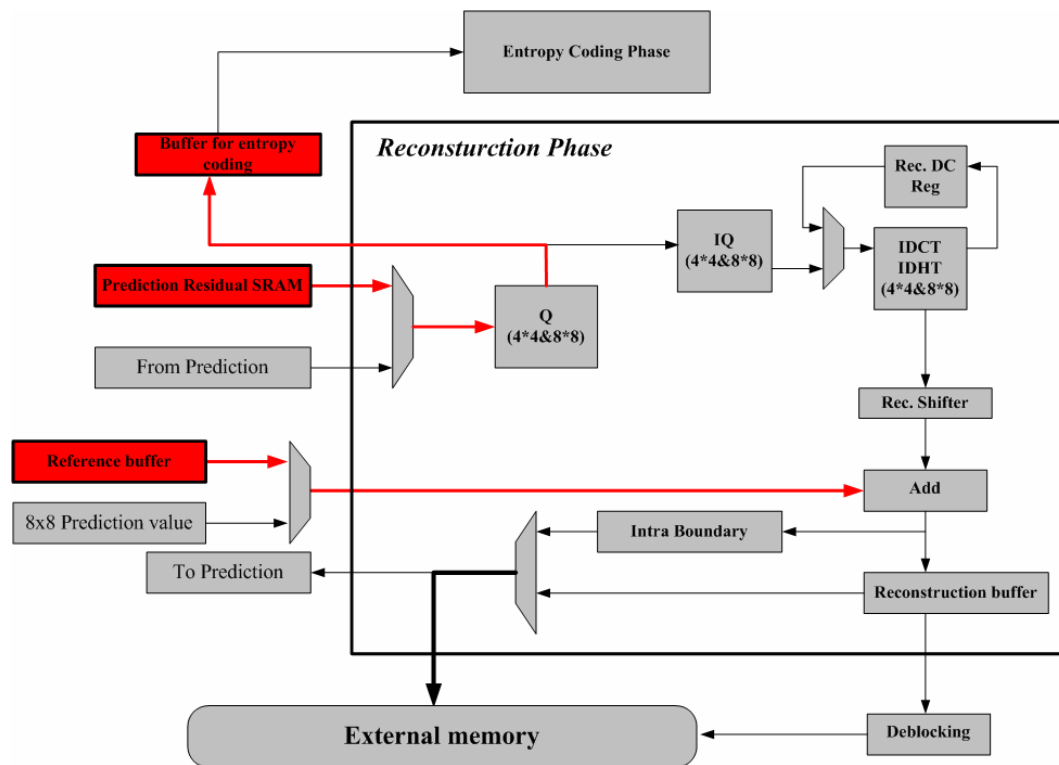 Entropy Coding Phase
Buffer for entropy
coding
Reconsturction Phase
Rec. DC
Reg
IQ
(4*4&8*8)
IDCT
IDHT
(4*4&8*8)
Prediction Residual SRAM
Q
(4*4&8*8)
From Prediction
Rec. Shifter
Reference buffer
Add
8x8 Prediction value
Intra Boundary
To Prediction
Reconstruction buffer
External memory
Deblocking